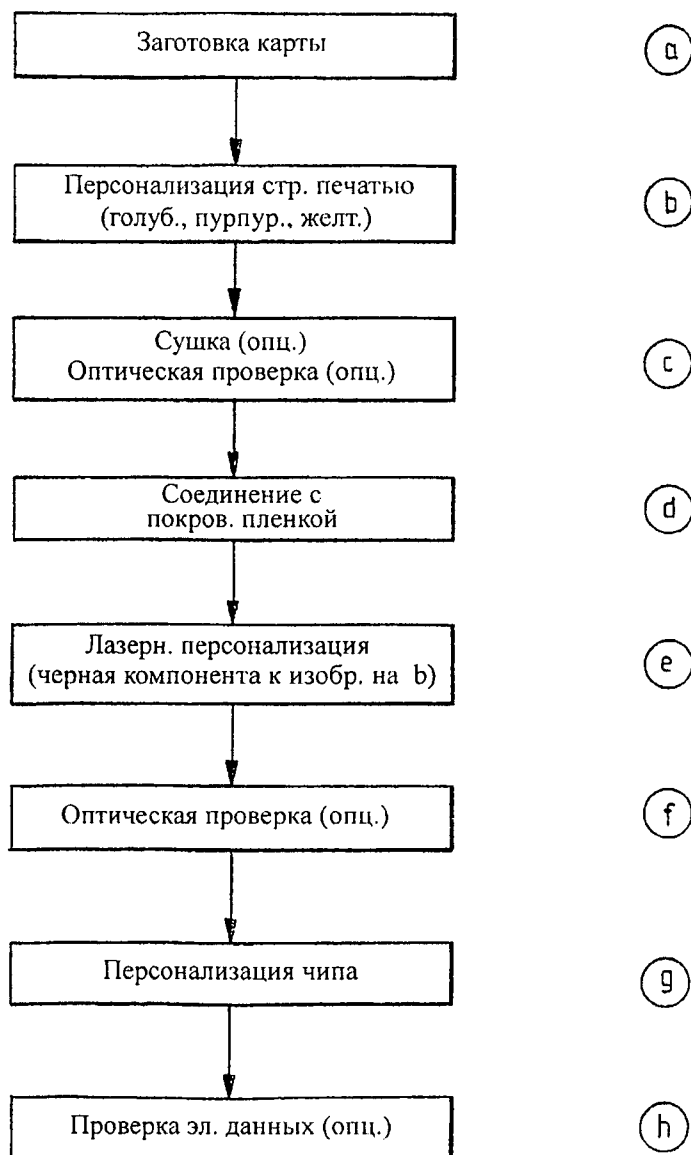 Заготовка карты
a
Персонализация стр. печатью
(голуб., пурпур., желт.)
b
Сушка (опц.)
Оптическая проверка (опц.)
c
Соединение с
покров. пленкой
d
Лазерн. персонализация
(черная компонента к изобр. на b)
e
Оптическая проверка (опц.)
f
Персонализация чипа
g
Проверка эл. данных (опц.)
h